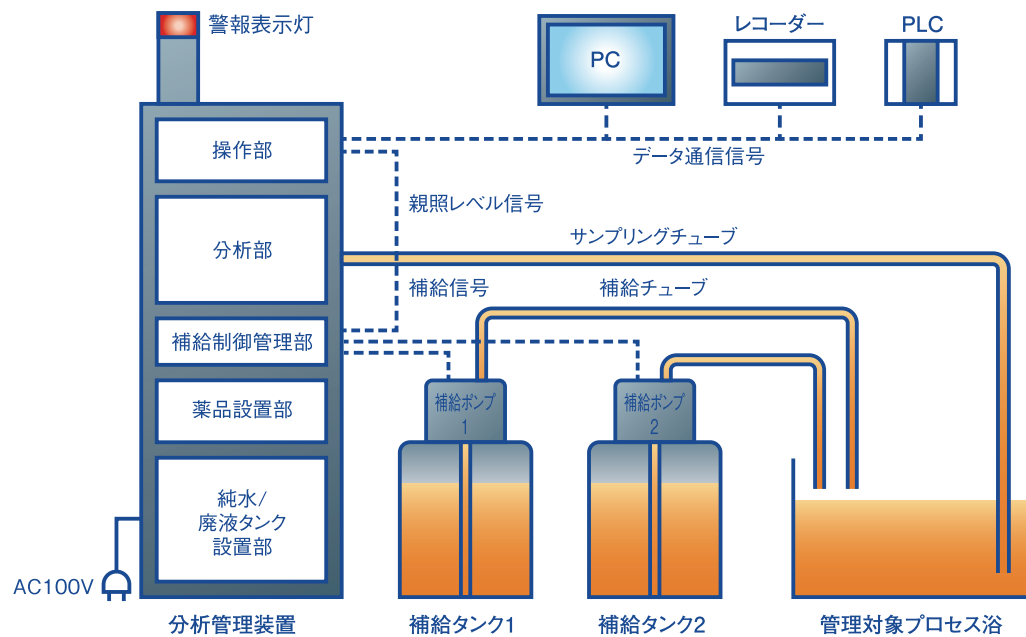 警報表示灯
PC
レコーダー
PLC
操作部
データ通信信号
親照レベル信号
分析部
サンプリングチューブ
補給信号
補給チューブ
補給制御管理部
薬品設置部
補給ポンプ
1
補給ポンプ
2
純水/
廃液タンク
設置部
AC100V
分析管理装置
補給タンク1
補給タンク2
管理対象プロセス浴